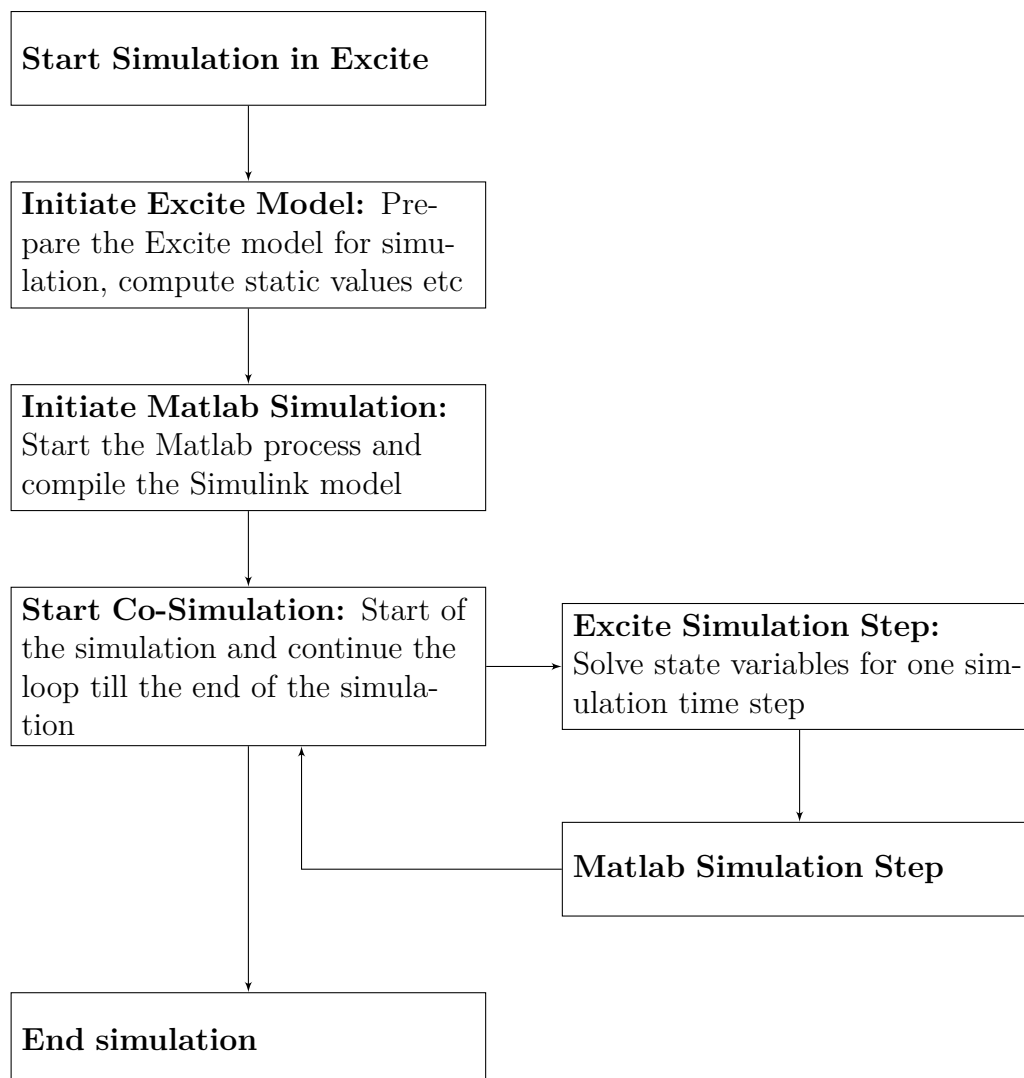 Start Simulation in Excite
Initiate Excite Model: Pre-
pare the Excite model for simu-
lation, compute static values etc
Initiate Matlab Simulation:
Start the Matlab process and
compile the Simulink model
Start Co-Simulation: Start of
the simulation and continue the
loop till the end of the simula-
tion
Excite Simulation Step:
Solve state variables for one sim-
ulation time step
Matlab Simulation Step
End simulation